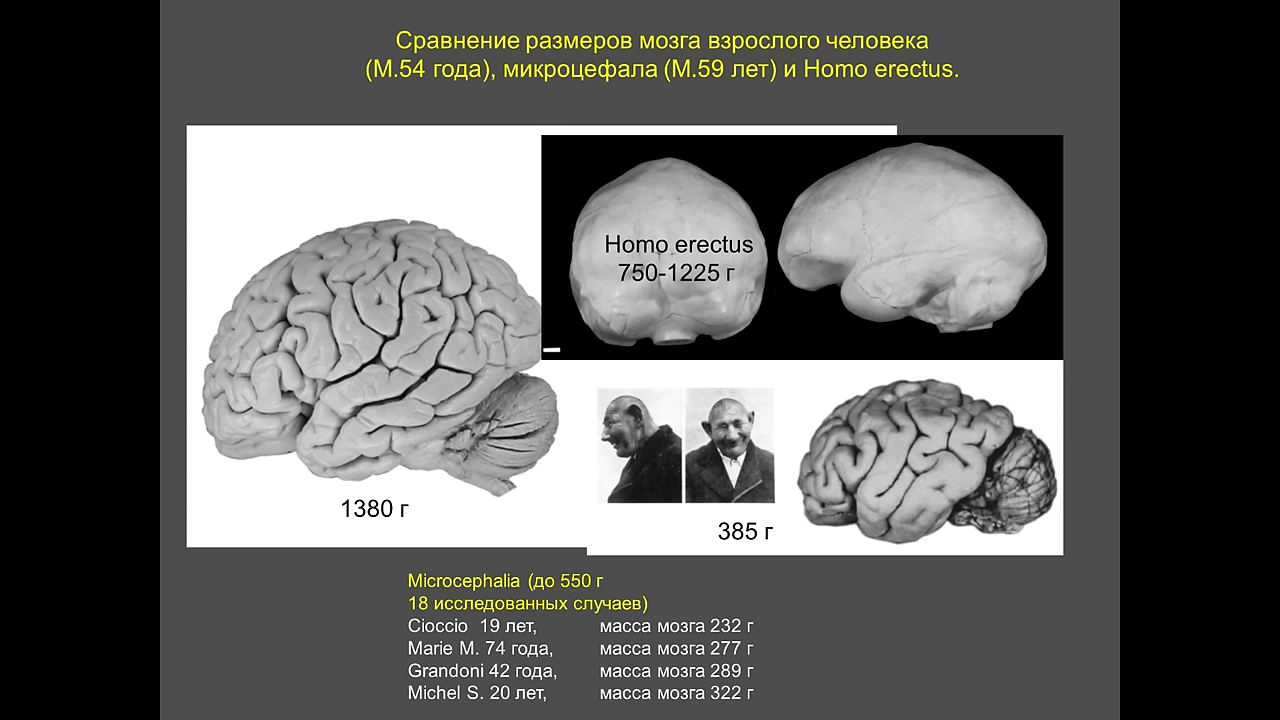 Сравнение размеров мозга взрослого человека
(М.54 года), микроцефала (М.59 лет) и Homo erectus.
Homo erectus
750-1225 г
1380 г
385 г
Microcephalia (до 550 г
18 исследованных случаев)
Cioccio 19 лет, масса мозга 232 г
Marie M. 74 года, масса мозга 277 г
Grandoni 42 года, масса мозга 289 г
Michel S. 20 лет, масса мозга 322 г